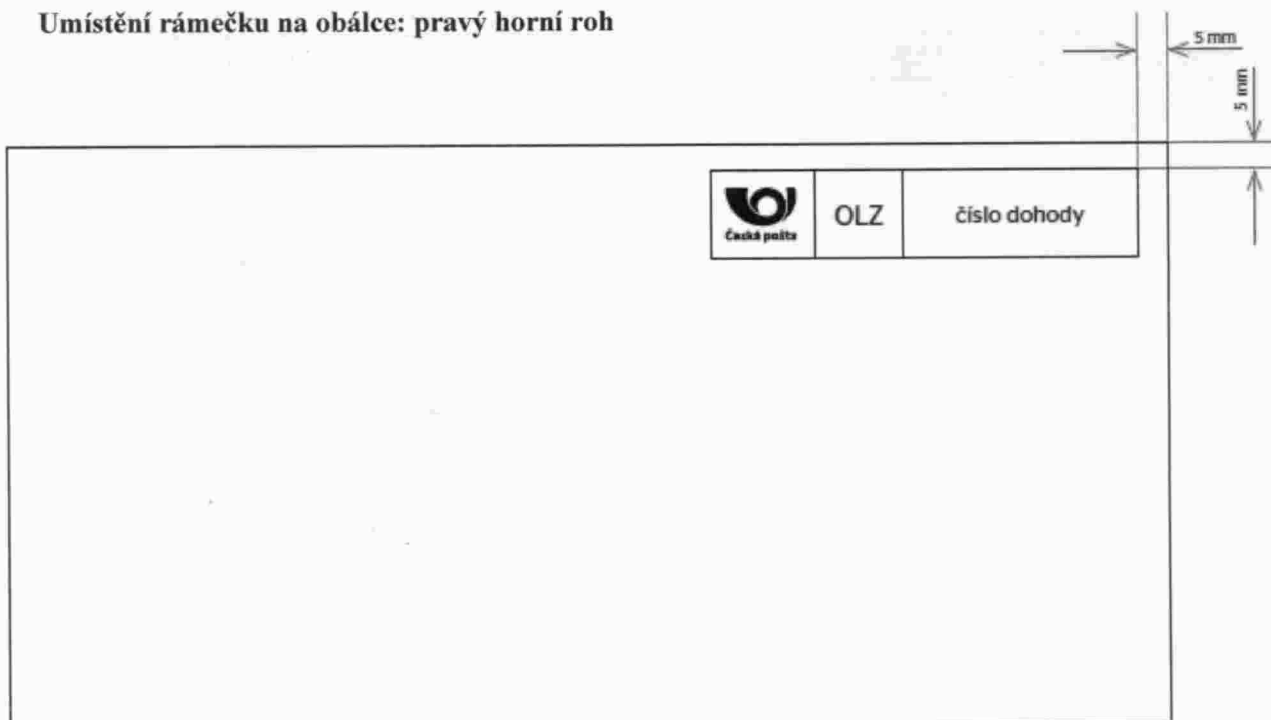 Umístění rámečku na obálce: pravý horní roh
5 mm
5 mm
Česká pošta
OLZ
číslo dohody